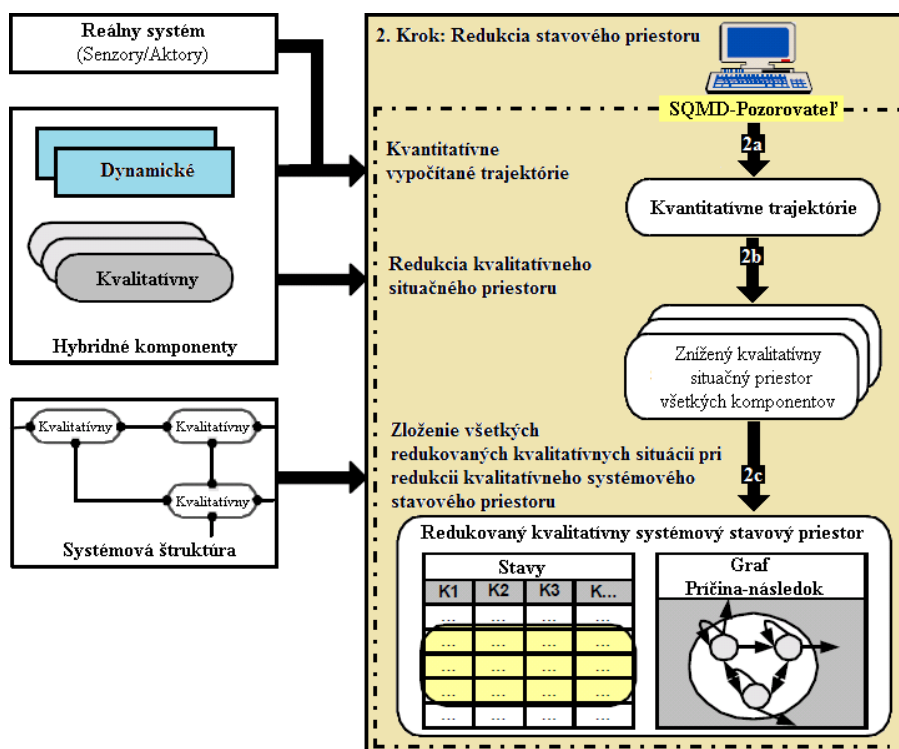 Reálny systém
(Senzory/Aktory)
Dynamické
Kvalitatívny
Hybridné komponenty
Kvalitatívny
Kvalitatívny
Kvalitatívny
Systémová štruktúra
2. Krok: Redukcia stavového priestoru
SQMD-Pozorovateľ
2a
Kvantitatívne
vypočítané trajektórie
Kvantitatívne trajektórie
2b
Redukcia kvalitatívneho
situačného priestoru
Znížený kvalitatívny
situačný priestor
všetkých komponentov
Zloženie všetkých
redukovaných kvalitatívnych situácií pri
redukcii kvalitatívneho systémového
stavového priestoru
2c
Redukovaný kvalitatívny systémový stavový priestor
Stavy
K1 K2 K3 K...
... ... ... ...
... ... ... ...
... ... ... ...
... ... ... ...
... ... ... ...
Graf
Príčina-následok